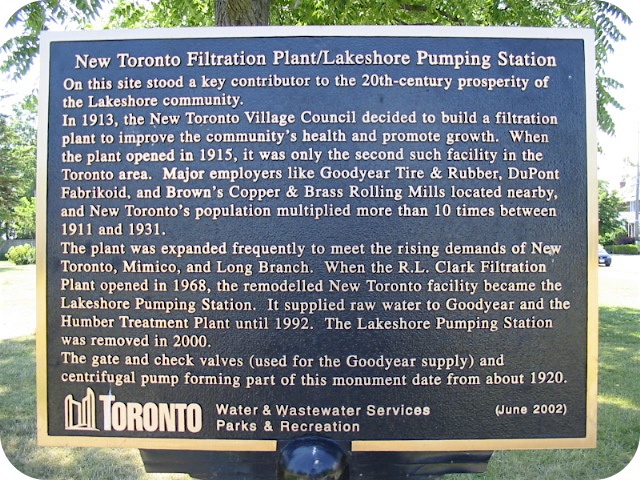 New Toronto Filtration Plant/Lakeshore Pumping Station
On this site stood a key contributor to the 20th-century prosperity of
the Lakeshore community.
In 1913, the New Toronto Village Council decided to build a filtration
plant to improve the community's health and promote growth. When
the plant opened in 1915, it was only the second such facility in the
Toronto area. Major employers like Goodyear Tire & Rubber, DuPont
Fabrikoid, and Brown's Copper & Brass Rolling Mills located nearby,
and New Toronto's population multiplied more than 10 times between
1911 and 1931.
The plant was expanded frequently to meet the rising demands of New
Toronto, Mimico, and Long Branch. When the R.L. Clark Filtration
Plant opened in 1968, the remodelled New Toronto facility became the
Lakeshore Pumping Station. It supplied raw water to Goodyear and the
Humber Treatment Plant until 1992. The Lakeshore Pumping Station
was removed in 2000.
The gate and check valves (used for the Goodyear supply) and
centrifugal pump forming part of this monument date from about 1920.
TORONTO Water & Wastewater Services (June 2002)
Parks & Recreation